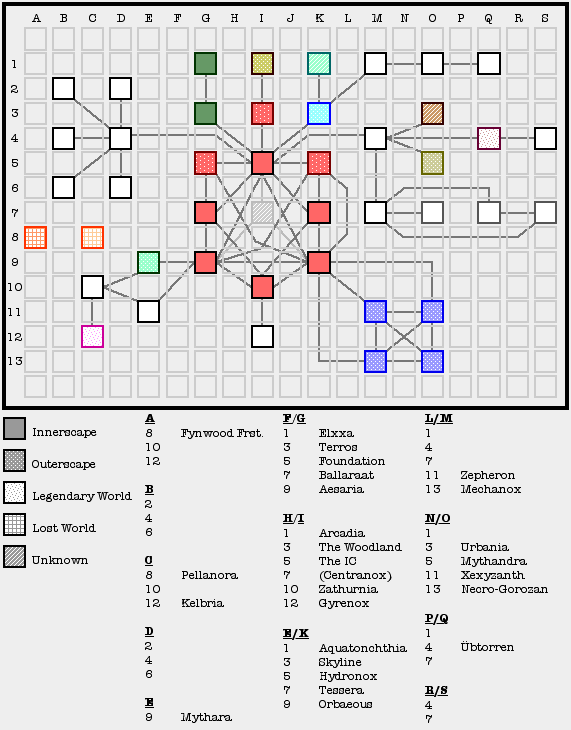 A B C D E F G H I J K L M N O P Q R S
1
2
3
4
5
6
7
8
9
10
11
12
13
Innerscape
Outerscape
Legendary World
Lost World
Unknown
A
8 Fynwood Frst.
10
12
B
2
4
6
C
8 Pellanora
10
12 Kelbria
D
2
4
6
E
9 Mythara
F/G
1 Elxxa
3 Terros
5 Foundation
7 Ballaraat
9 Aesaria
H/I
1 Arcadia
3 The Woodland
5 The IC
7 (Centranox)
10 Zathurnia
12 Gyrenox
E/K
1 Aquatonchthia
3 Skyline
5 Hydronox
7 Tessera
9 Orbaeous
L/M
1
4
7
11 Zepheron
13 Mechanox
N/O
1
3 Urbania
5 Mythandra
11 Xexyzanth
13 Necro-Gorozan
P/Q
1
4 Übtorren
7
R/S
4
7